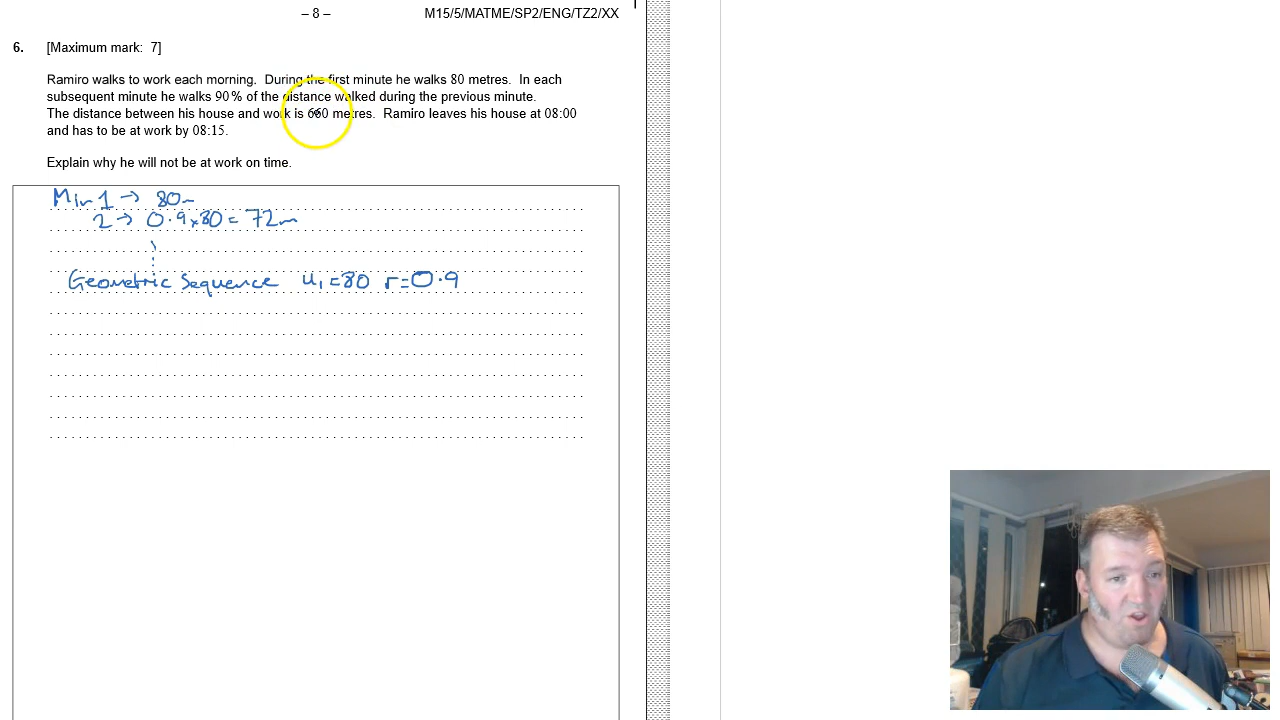 – 8 – M15/5/MATME/SP2/ENG/TZ2/XX
6. [Maximum mark: 7]
Ramiro walks to work each morning. During the first minute he walks 80 metres. In each
subsequent minute he walks 90% of the distance walked during the previous minute.
The distance between his house and work is 660 metres. Ramiro leaves his house at 08:00
and has to be at work by 08:15.
Explain why he will not be at work on time.
Min 1 → 80m
2 → 0.9x80 = 72m
Geometric Sequence u₁ = 80 r = 0.9